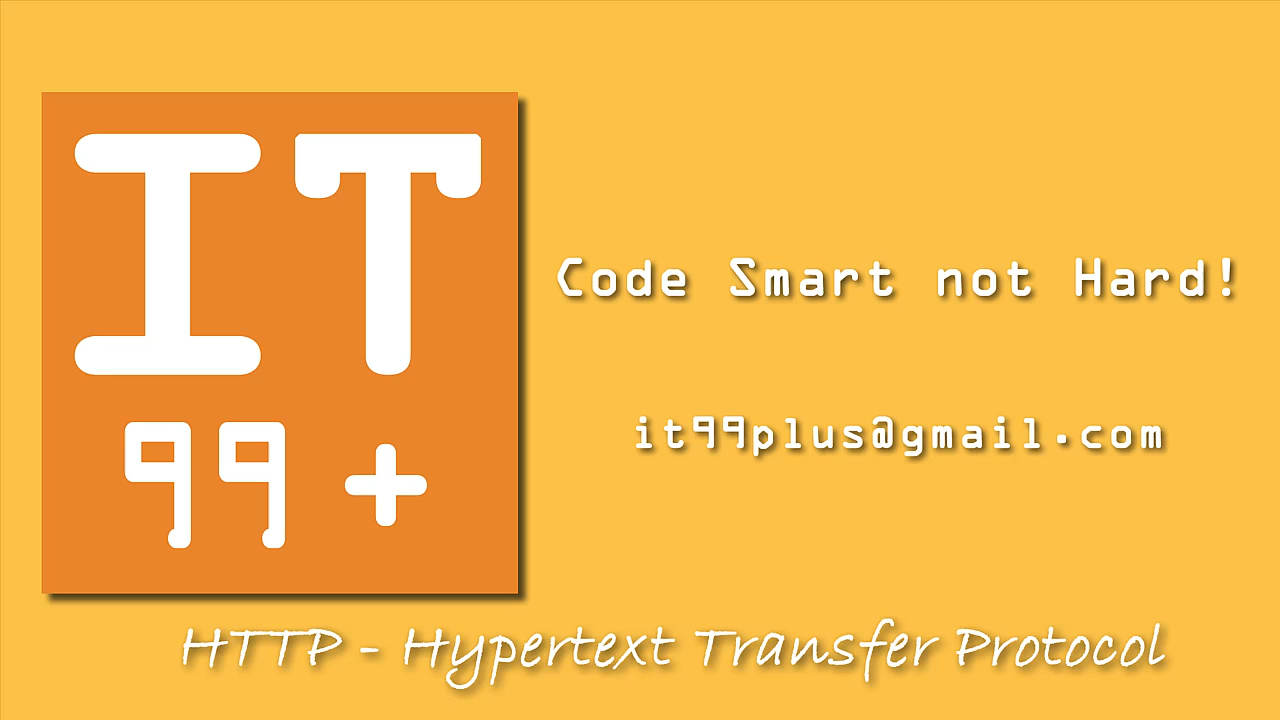 IT
99+
Code Smart not Hard!
it99plus@gmail.com
HTTP - Hypertext Transfer Protocol